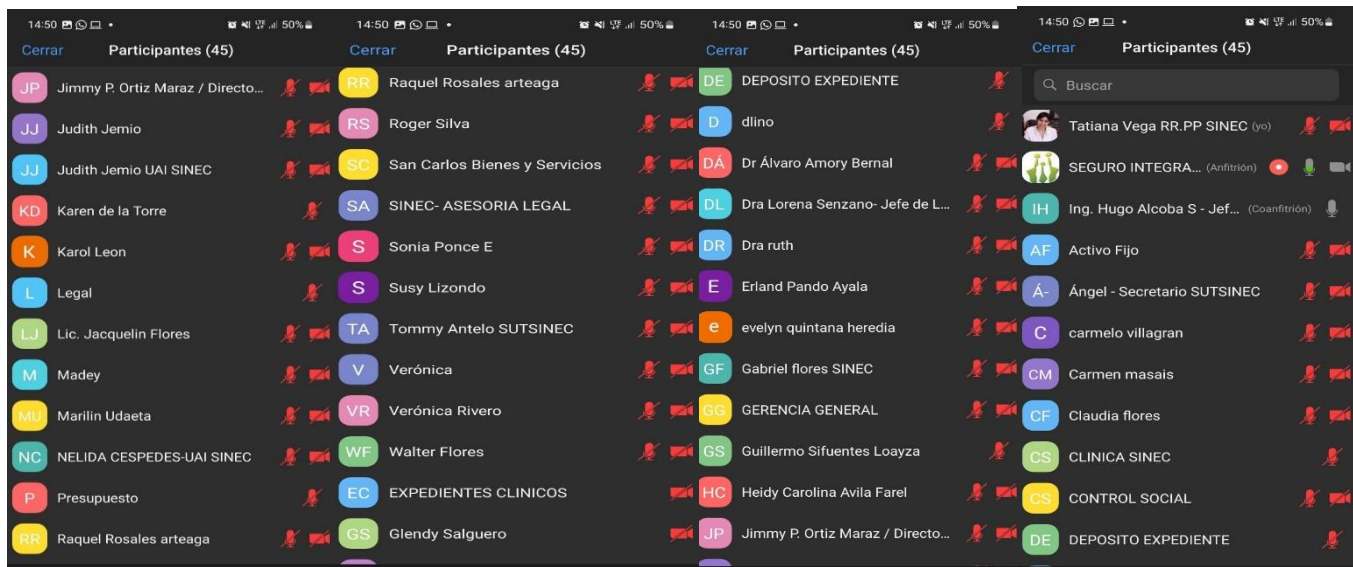 14:50
50%
Cerrar Participantes (45)
JP Jimmy P. Ortiz Maraz / Directo...
JJ Judith Jemio
JJ Judith Jemio UAI SINEC
KD Karen de la Torre
K Karol Leon
L Legal
LJ Lic. Jacquelin Flores
M Madey
MU Marilin Udaeta
NC NELIDA CESPEDES-UAI SINEC
P Presupuesto
RR Raquel Rosales arteaga
14:50
50%
Cerrar Participantes (45)
RR Raquel Rosales arteaga
RS Roger Silva
SC San Carlos Bienes y Servicios
SA SINEC- ASESORIA LEGAL
S Sonia Ponce E
S Susy Lizondo
TA Tommy Antelo SUTSINEC
V Verónica
VR Verónica Rivero
WF Walter Flores
EC EXPEDIENTES CLINICOS
GS Glendy Salguero
14:50
50%
Cerrar Participantes (45)
DE DEPOSITO EXPEDIENTE
D dlino
DÁ Dr Álvaro Amory Bernal
DL Dra Lorena Senzano- Jefe de L...
DR Dra ruth
E Erland Pando Ayala
e evelyn quintana heredia
GF Gabriel flores SINEC
GG GERENCIA GENERAL
GS Guillermo Sifuentes Loayza
HC Heidy Carolina Avila Farel
JP Jimmy P. Ortiz Maraz / Directo...
14:50
50%
Cerrar Participantes (45)
Buscar
Tatiana Vega RR.PP SINEC (yo)
SEGURO INTEGRA... (Anfitrión)
IH Ing. Hugo Alcoba S - Jef... (Coanfitrión)
AF Activo Fijo
Á- Ángel - Secretario SUTSINEC
C carmelo villagran
CM Carmen masais
CF Claudia flores
CS CLINICA SINEC
CS CONTROL SOCIAL
DE DEPOSITO EXPEDIENTE